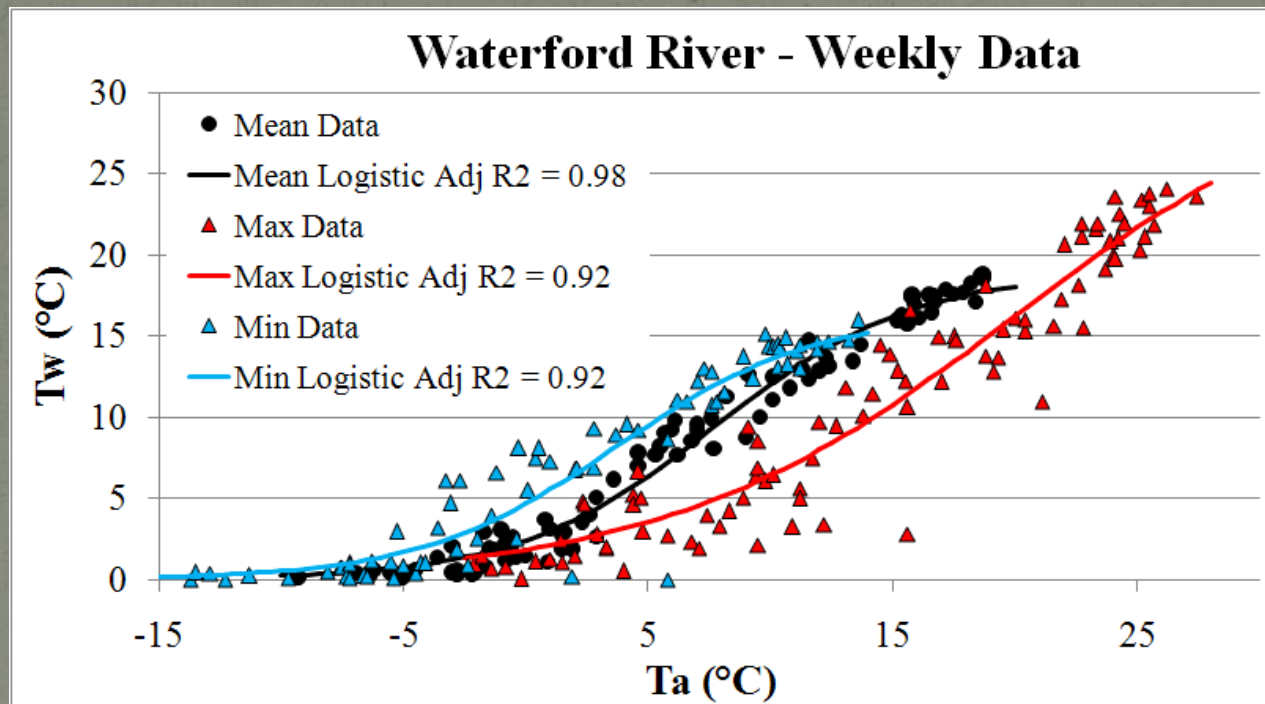 Waterford River - Weekly Data
30
25
20
15
10
5
0
Tw (°C)
Mean Data
Mean Logistic Adj R2 = 0.98
Max Data
Max Logistic Adj R2 = 0.92
Min Data
Min Logistic Adj R2 = 0.92
-15 -5 5 15 25
Ta (°C)